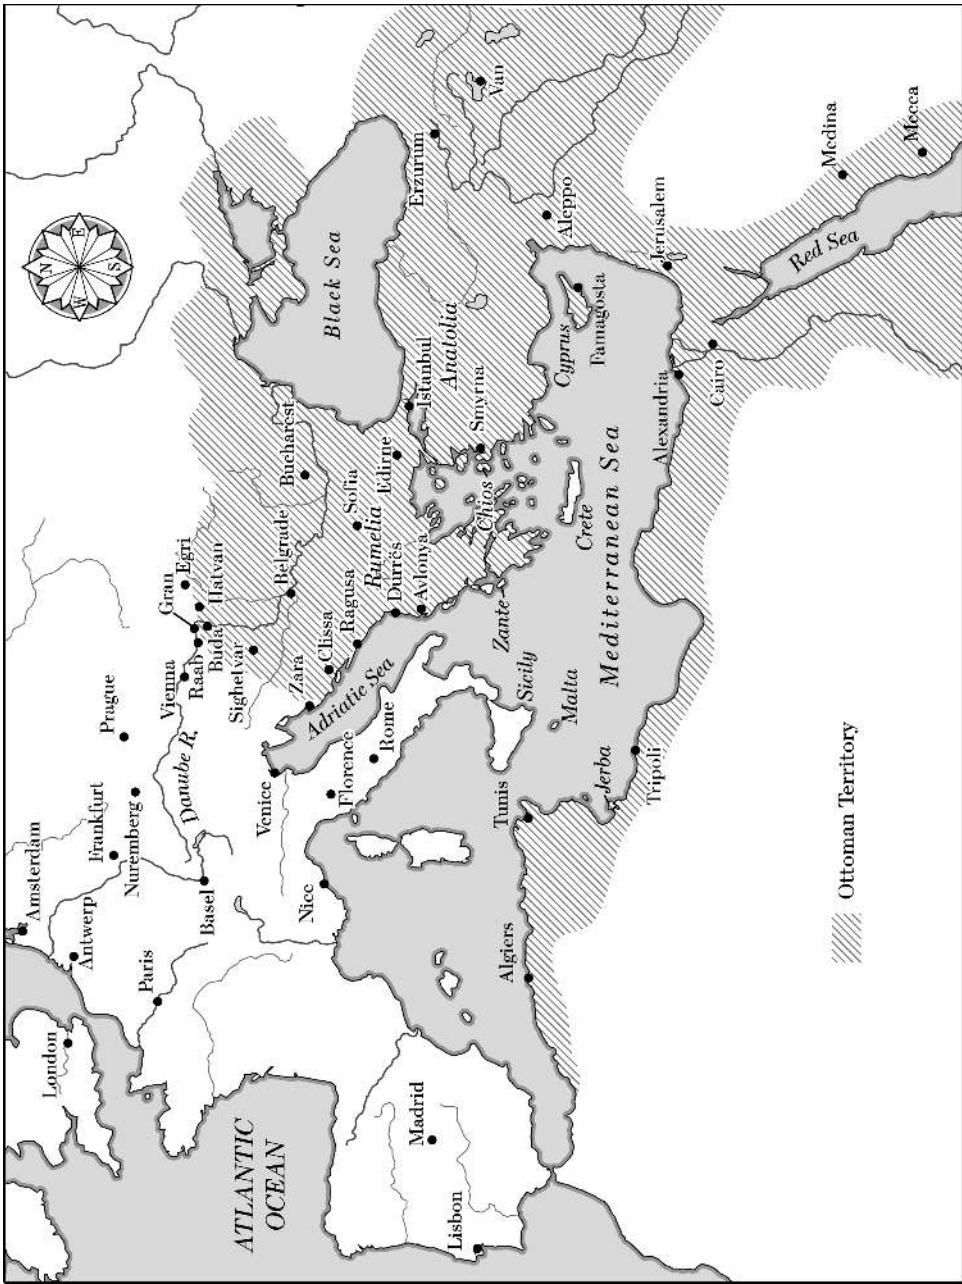 London
Amsterdam
Antwerp
Paris
Frankfurt
Nuremberg
Prague
Basel
Danube R.
Vienna
Raab
Gran
Egri
Hatvan
Buda
Sighetvar
Belgrade
Bucharest
N
E
S
W
Black Sea
ATLANTIC
OCEAN
Nice
Venice
Florence
Rome
Adriatic Sea
Zara
Clissa
Ragusa
Rumelia
Sofia
Durrës
Avlonya
Edirne
Istanbul
Anatolia
Erzurum
Van
Madrid
Lisbon
Algiers
Tunis
Sicily
Zante
Chios
Smyrna
Malta
Jerba
Tripoli
Mediterranean Sea
Crete
Cyprus
Famagosta
Aleppo
Jerusalem
Alexandria
Cairo
Red Sea
Medina
Mecca
Ottoman Territory